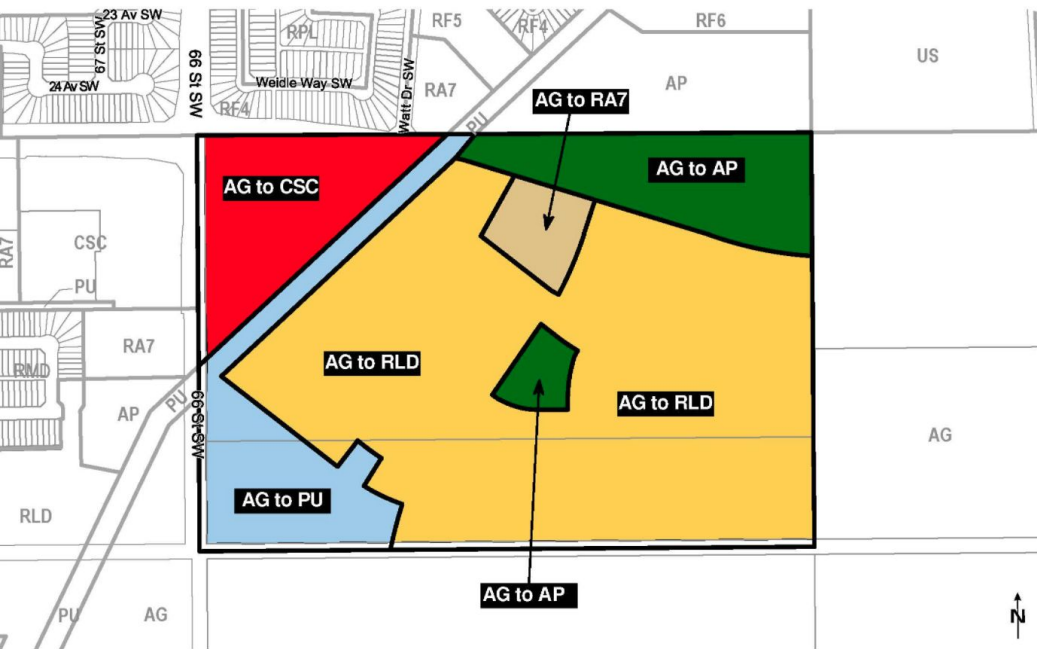 23 Av SW
67 St SW
24 Av SW
66 St SW
RPL
Weidle Way SW
RF4
Watt Dr SW
RF5
RF4
RF6
RA7
AP
US
PU
AG to RA7
AG to CSC
AG to AP
CSC
RA7
PU
RA7
RMD
AP
PU
66 St SW
AG to RLD
AG to RLD
AG
AG to PU
RLD
AG to AP
PU
AG
N